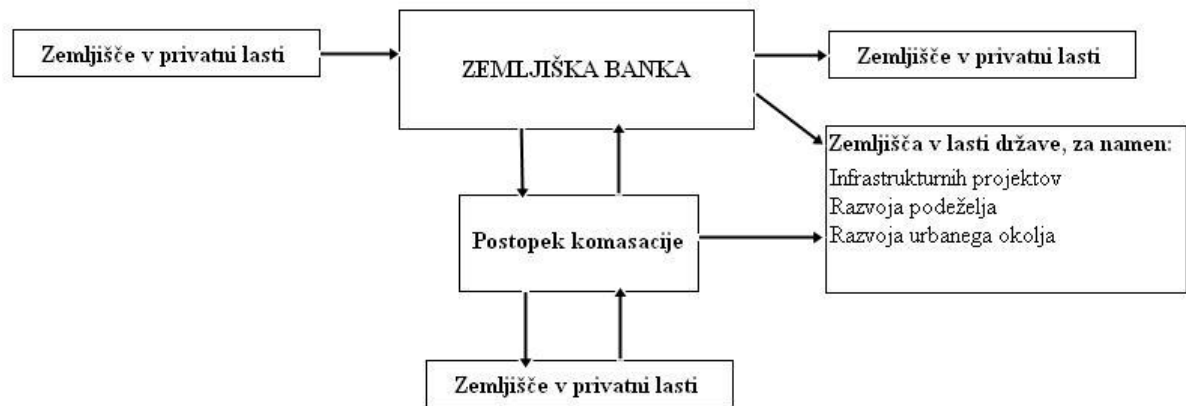 Zemljišče v privatni lasti
ZEMLJIŠKA BANKA
Zemljišče v privatni lasti
Zemljišča v lasti države, za namen:
Infrastrukturnih projektov
Razvoja podeželja
Razvoja urbanega okolja
Postopek komasacije
Zemljišče v privatni lasti